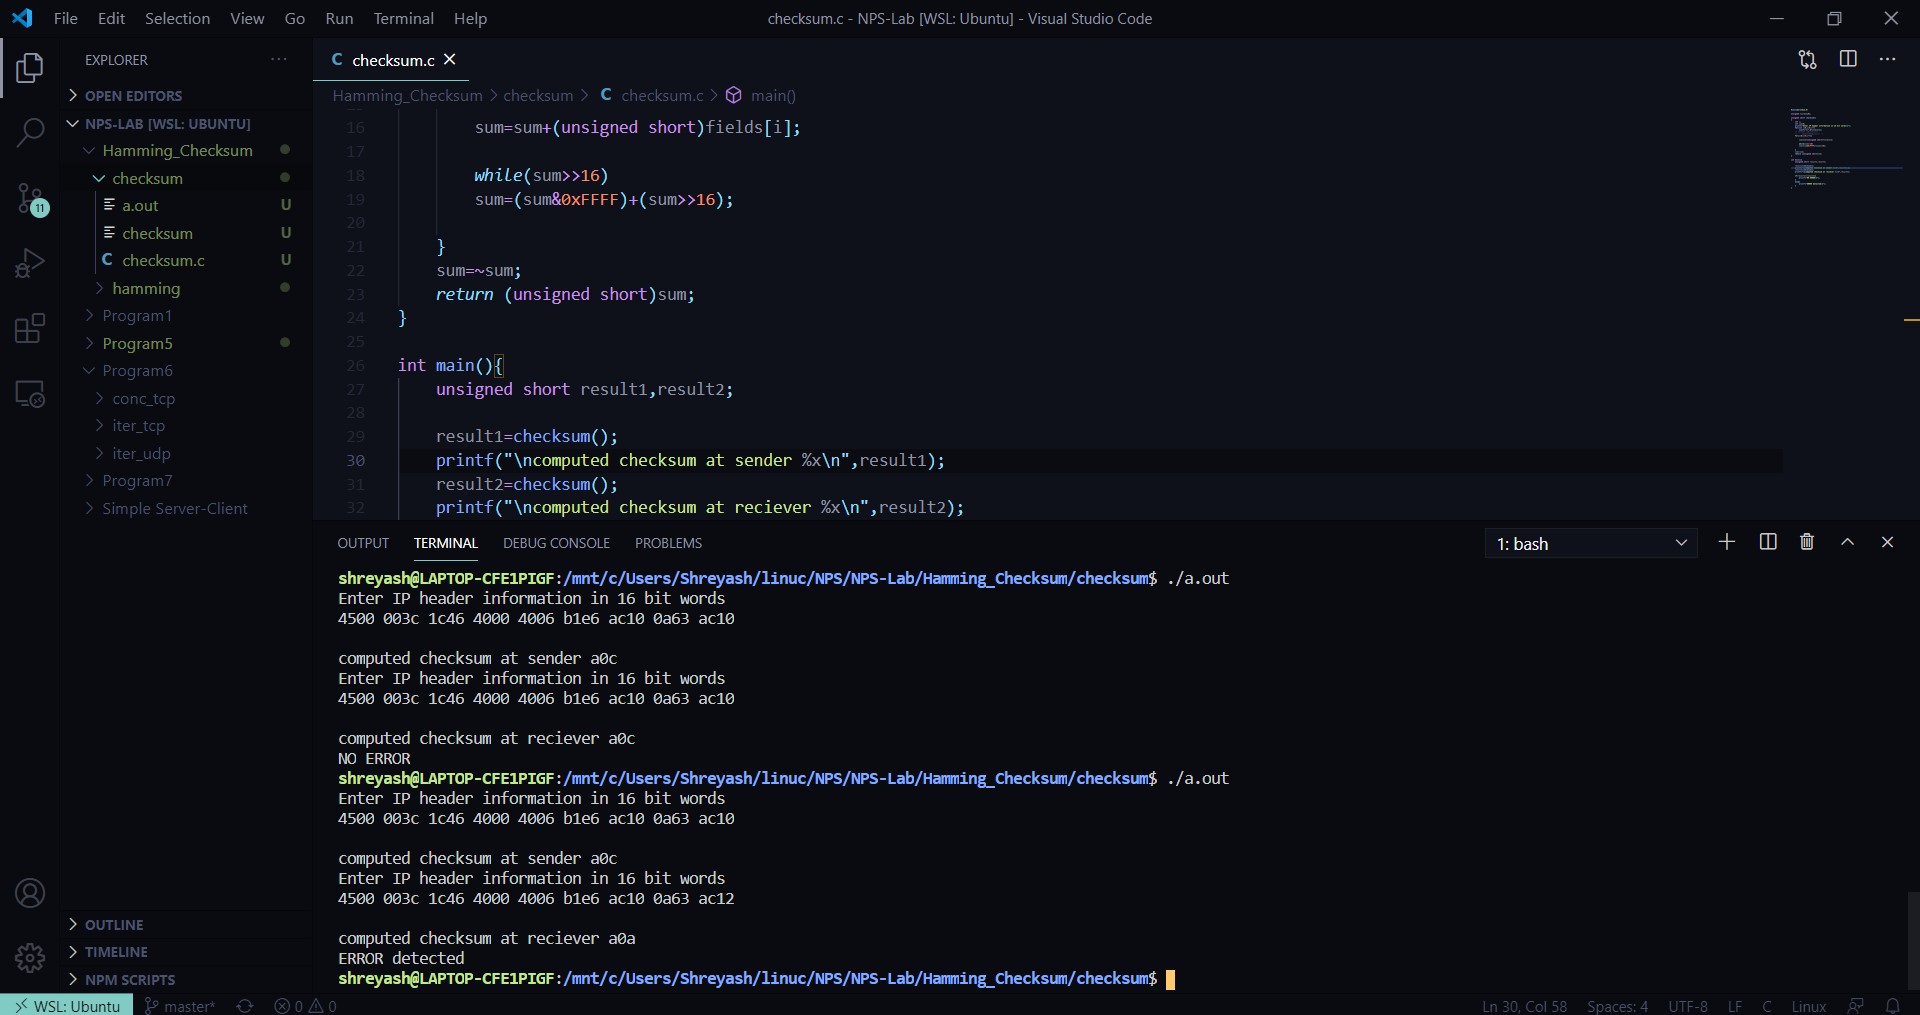 File Edit Selection View Go Run Terminal Help
checksum.c - NPS-Lab [WSL: Ubuntu] - Visual Studio Code
EXPLORER
OPEN EDITORS
NPS-LAB [WSL: UBUNTU]
Hamming_Checksum
checksum
a.out U
checksum U
C checksum.c U
hamming
Program1
Program5
Program6
conc_tcp
iter_tcp
iter_udp
Program7
Simple Server-Client
OUTLINE
TIMELINE
NPM SCRIPTS
11
C checksum.c
Hamming_Checksum > checksum > C checksum.c > main()
16 sum=sum+(unsigned short)fields[i];
17
18 while(sum>>16)
19 sum=(sum&0xFFFF)+(sum>>16);
20
21 }
22 sum=~sum;
23 return (unsigned short)sum;
24 }
25
26 int main(){
27 unsigned short result1,result2;
28
29 result1=checksum();
30 printf("\ncomputed checksum at sender %x\n",result1);
31 result2=checksum();
32 printf("\ncomputed checksum at reciever %x\n",result2);
OUTPUT TERMINAL DEBUG CONSOLE PROBLEMS
1: bash
shreyash@LAPTOP-CFE1PIGF:/mnt/c/Users/Shreyash/linuc/NPS/NPS-Lab/Hamming_Checksum/checksum$ ./a.out
Enter IP header information in 16 bit words
4500 003c 1c46 4000 4006 b1e6 ac10 0a63 ac10
computed checksum at sender a0c
Enter IP header information in 16 bit words
4500 003c 1c46 4000 4006 b1e6 ac10 0a63 ac10
computed checksum at reciever a0c
NO ERROR
shreyash@LAPTOP-CFE1PIGF:/mnt/c/Users/Shreyash/linuc/NPS/NPS-Lab/Hamming_Checksum/checksum$ ./a.out
Enter IP header information in 16 bit words
4500 003c 1c46 4000 4006 b1e6 ac10 0a63 ac10
computed checksum at sender a0c
Enter IP header information in 16 bit words
4500 003c 1c46 4000 4006 b1e6 ac10 0a63 ac12
computed checksum at reciever a0a
ERROR detected
shreyash@LAPTOP-CFE1PIGF:/mnt/c/Users/Shreyash/linuc/NPS/NPS-Lab/Hamming_Checksum/checksum$
WSL: Ubuntu master* 0 0
Ln 30, Col 58 Spaces: 4 UTF-8 LF C Linux